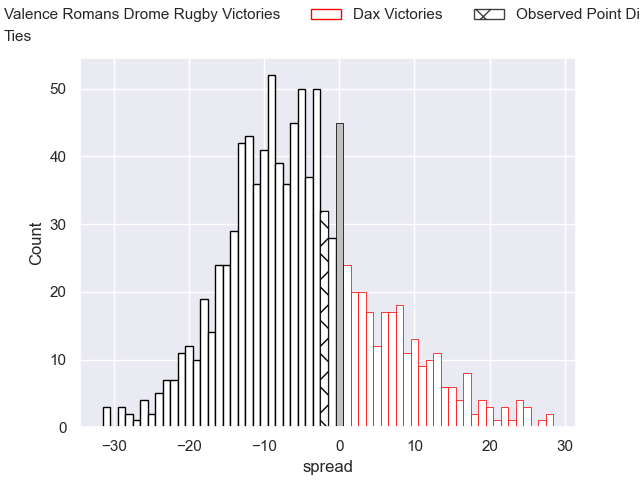 Valence Romans Drome Rugby Victories Dax Victories Observed Point Di
Ties
50
40
30
20
10
0
Count
−30 −20 −10 0 10 20 30
spread